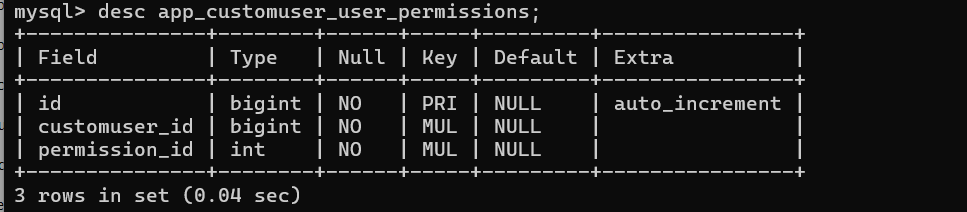 mysql> desc app_customuser_user_permissions;
+---------------+--------+------+-----+---------+----------------+
| Field         | Type   | Null | Key | Default | Extra          |
+---------------+--------+------+-----+---------+----------------+
| id            | bigint | NO   | PRI | NULL    | auto_increment |
| customuser_id | bigint | NO   | MUL | NULL    |                |
| permission_id | int    | NO   | MUL | NULL    |                |
+---------------+--------+------+-----+---------+----------------+
3 rows in set (0.04 sec)